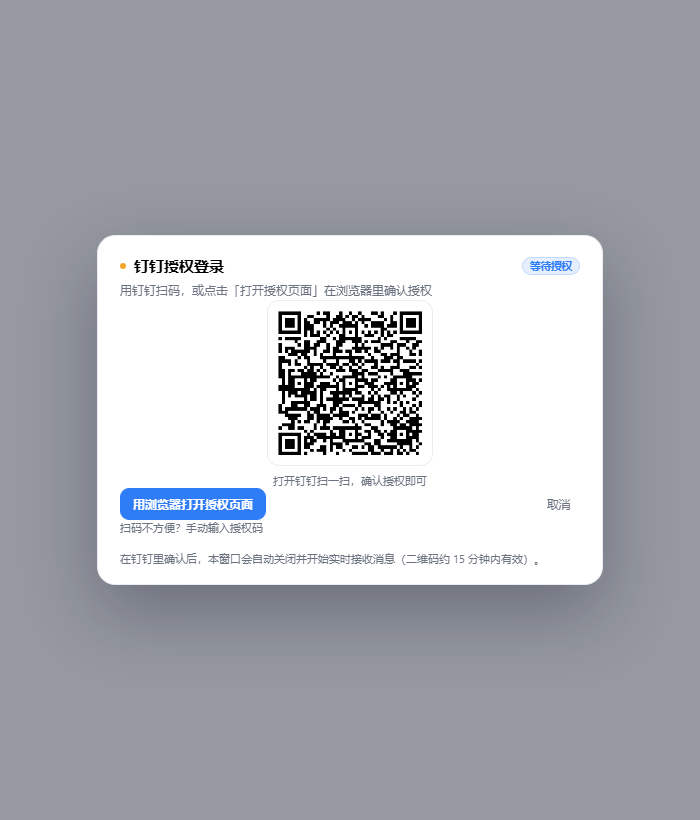 钉钉授权登录
等待授权
用钉钉扫码，或点击「打开授权页面」在浏览器里确认授权
打开钉钉扫一扫，确认授权即可
用浏览器打开授权页面
取消
扫码不方便？手动输入授权码
在钉钉里确认后，本窗口会自动关闭并开始实时接收消息（二维码约 15 分钟内有效）。